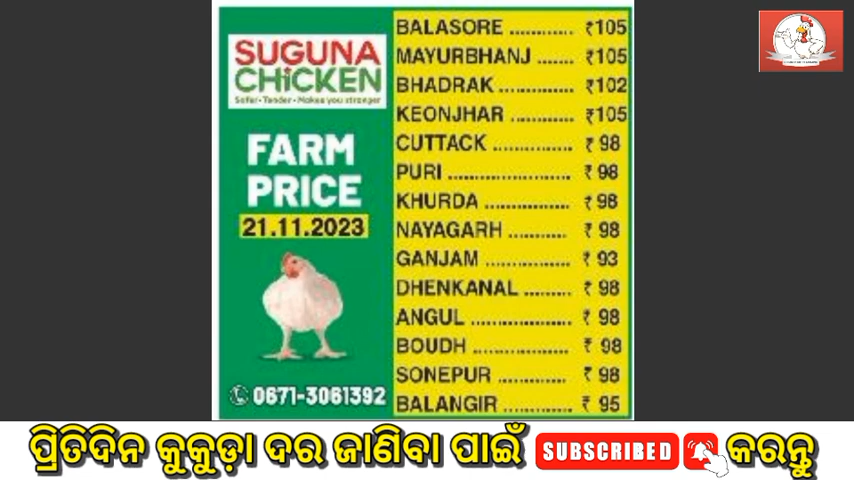 SUGUNA
CHICKEN
Safer • Tender • Makes you stronger
FARM
PRICE
21.11.2023
0671-3061392
BALASORE ............ ₹105
MAYURBHANJ ...... ₹105
BHADRAK .............. ₹102
KEONJHAR ............ ₹105
CUTTACK ............... ₹ 98
PURI ....................... ₹ 98
KHURDA ................ ₹ 98
NAYAGARH ........... ₹ 98
GANJAM ................ ₹ 93
DHENKANAL ......... ₹ 98
ANGUL ................... ₹ 98
BOUDH .................. ₹ 98
SONEPUR ............. ₹ 98
BALANGIR ............. ₹ 95
ପ୍ରିତିଦିନ କୁକୁଡ଼ା ଦର ଜାଣିବା ପାଇଁ SUBSCRIBED କରନ୍ତୁ